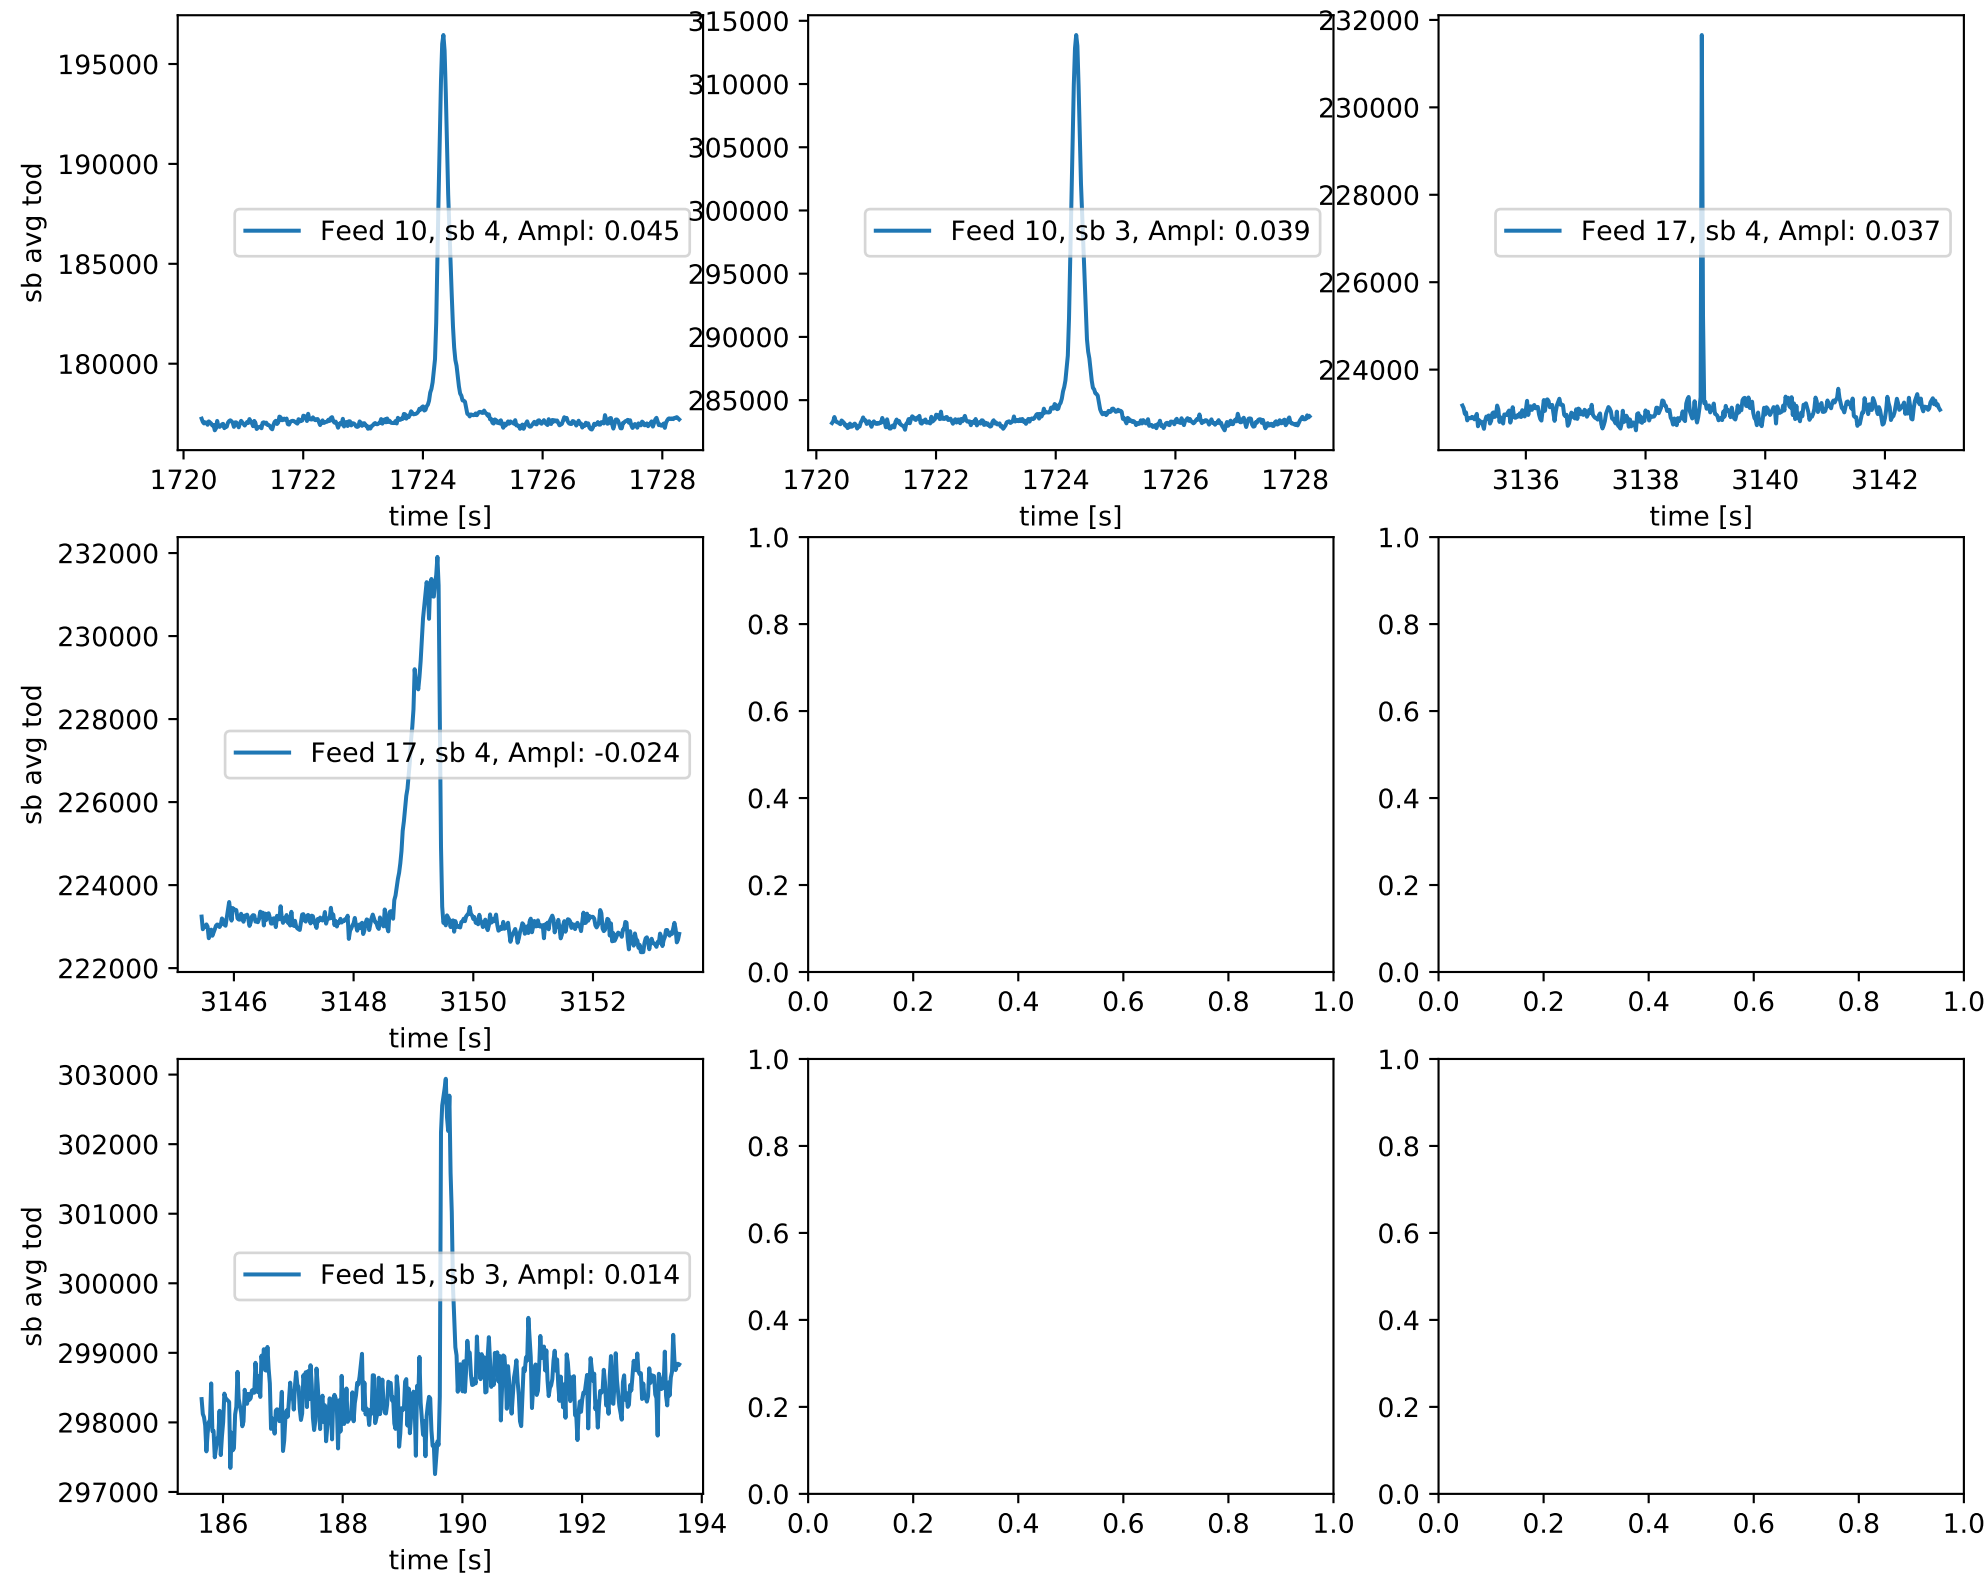 195000
190000
185000
180000
sb avg tod
Feed 10, sb 4, Ampl: 0.045
1720 1722 1724 1726 1728
time [s]
315000
310000
305000
300000
295000
290000
285000
Feed 10, sb 3, Ampl: 0.039
1720 1722 1724 1726 1728
time [s]
232000
230000
228000
226000
224000
Feed 17, sb 4, Ampl: 0.037
3136 3138 3140 3142
time [s]
232000
230000
228000
226000
224000
222000
sb avg tod
Feed 17, sb 4, Ampl: -0.024
3146 3148 3150 3152
time [s]
1.0
0.8
0.6
0.4
0.2
0.0
0.0 0.2 0.4 0.6 0.8 1.0
1.0
0.8
0.6
0.4
0.2
0.0
0.0 0.2 0.4 0.6 0.8 1.0
303000
302000
301000
300000
299000
298000
297000
sb avg tod
Feed 15, sb 3, Ampl: 0.014
186 188 190 192 194
time [s]
1.0
0.8
0.6
0.4
0.2
0.0
0.0 0.2 0.4 0.6 0.8 1.0
1.0
0.8
0.6
0.4
0.2
0.0
0.0 0.2 0.4 0.6 0.8 1.0